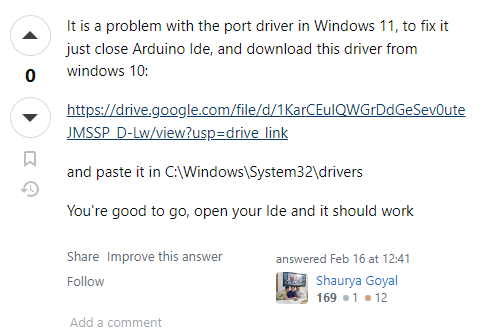 It is a problem with the port driver in Windows 11, to fix it
just close Arduino Ide, and download this driver from
windows 10:
0
https://drive.google.com/file/d/1KarCEuIQWGrDdGeSev0ute
JMSSP_D-Lw/view?usp=drive_link
and paste it in C:\Windows\System32\drivers
You're good to go, open your Ide and it should work
Share Improve this answer
Follow
answered Feb 16 at 12:41
Shaurya Goyal
169 1 12
Add a comment